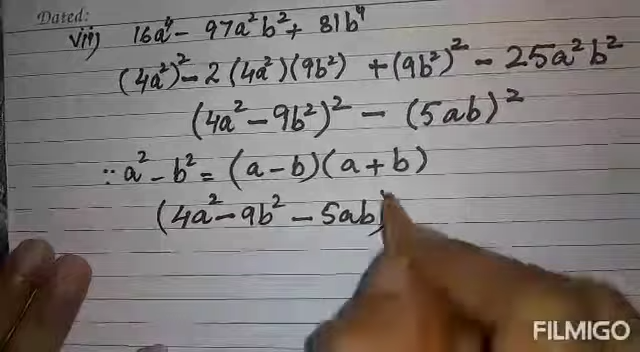 Dated:
vii) 16a⁴ - 97a²b² + 81b⁴
(4a²)² - 2(4a²)(9b²) + (9b²)² - 25a²b²
(4a² - 9b²)² - (5ab)²
∵ a² - b² = (a - b)(a + b)
(4a² - 9b² - 5ab)
FILMIGO